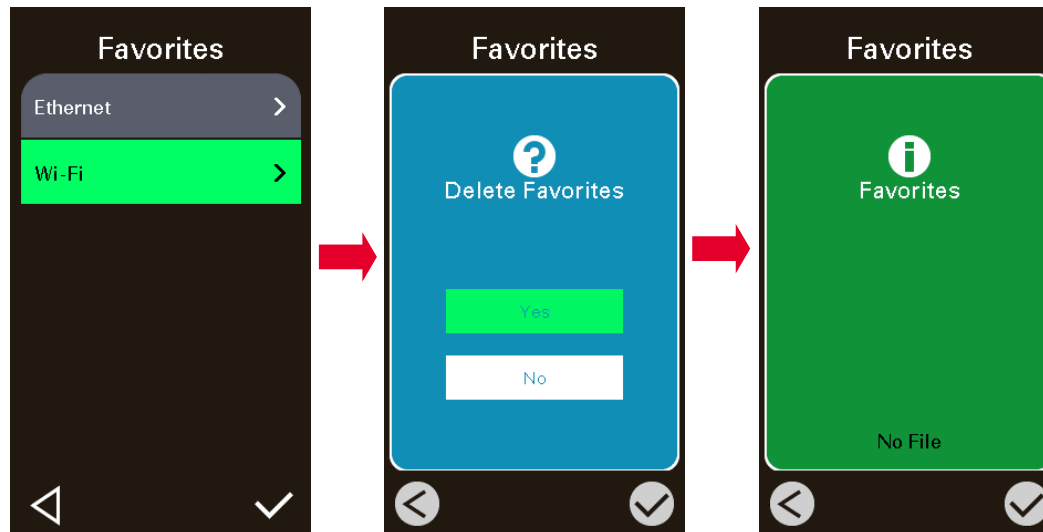 Favorites
Ethernet
Wi-Fi
Favorites
Delete Favorites
Yes
No
Favorites
Favorites
No File